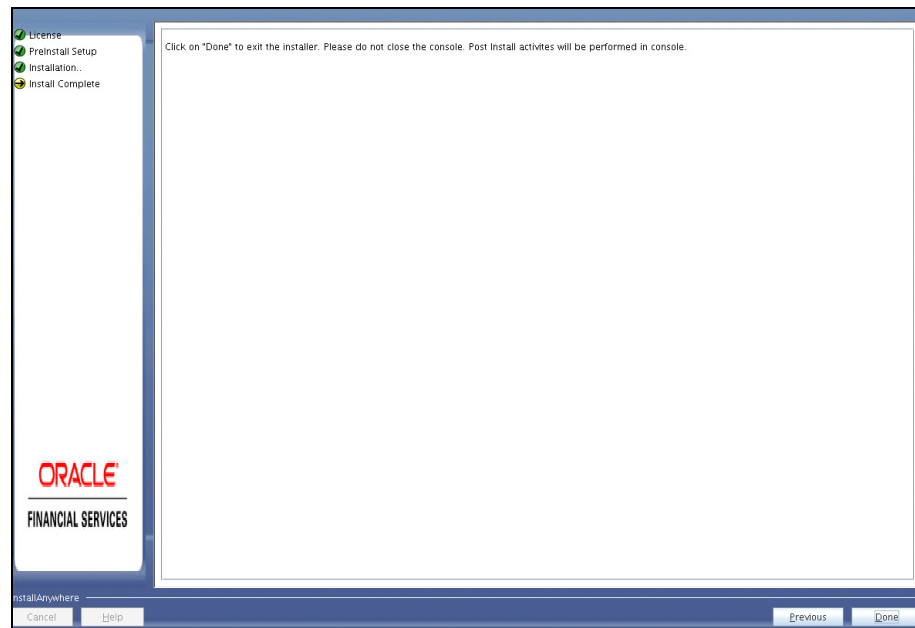 License
PreInstall Setup
Installation..
Install Complete
Click on "Done" to exit the installer. Please do not close the console. Post Install activites will be performed in console.
ORACLE
FINANCIAL SERVICES
nstallAnywhere
Cancel
Help
Previous
Done